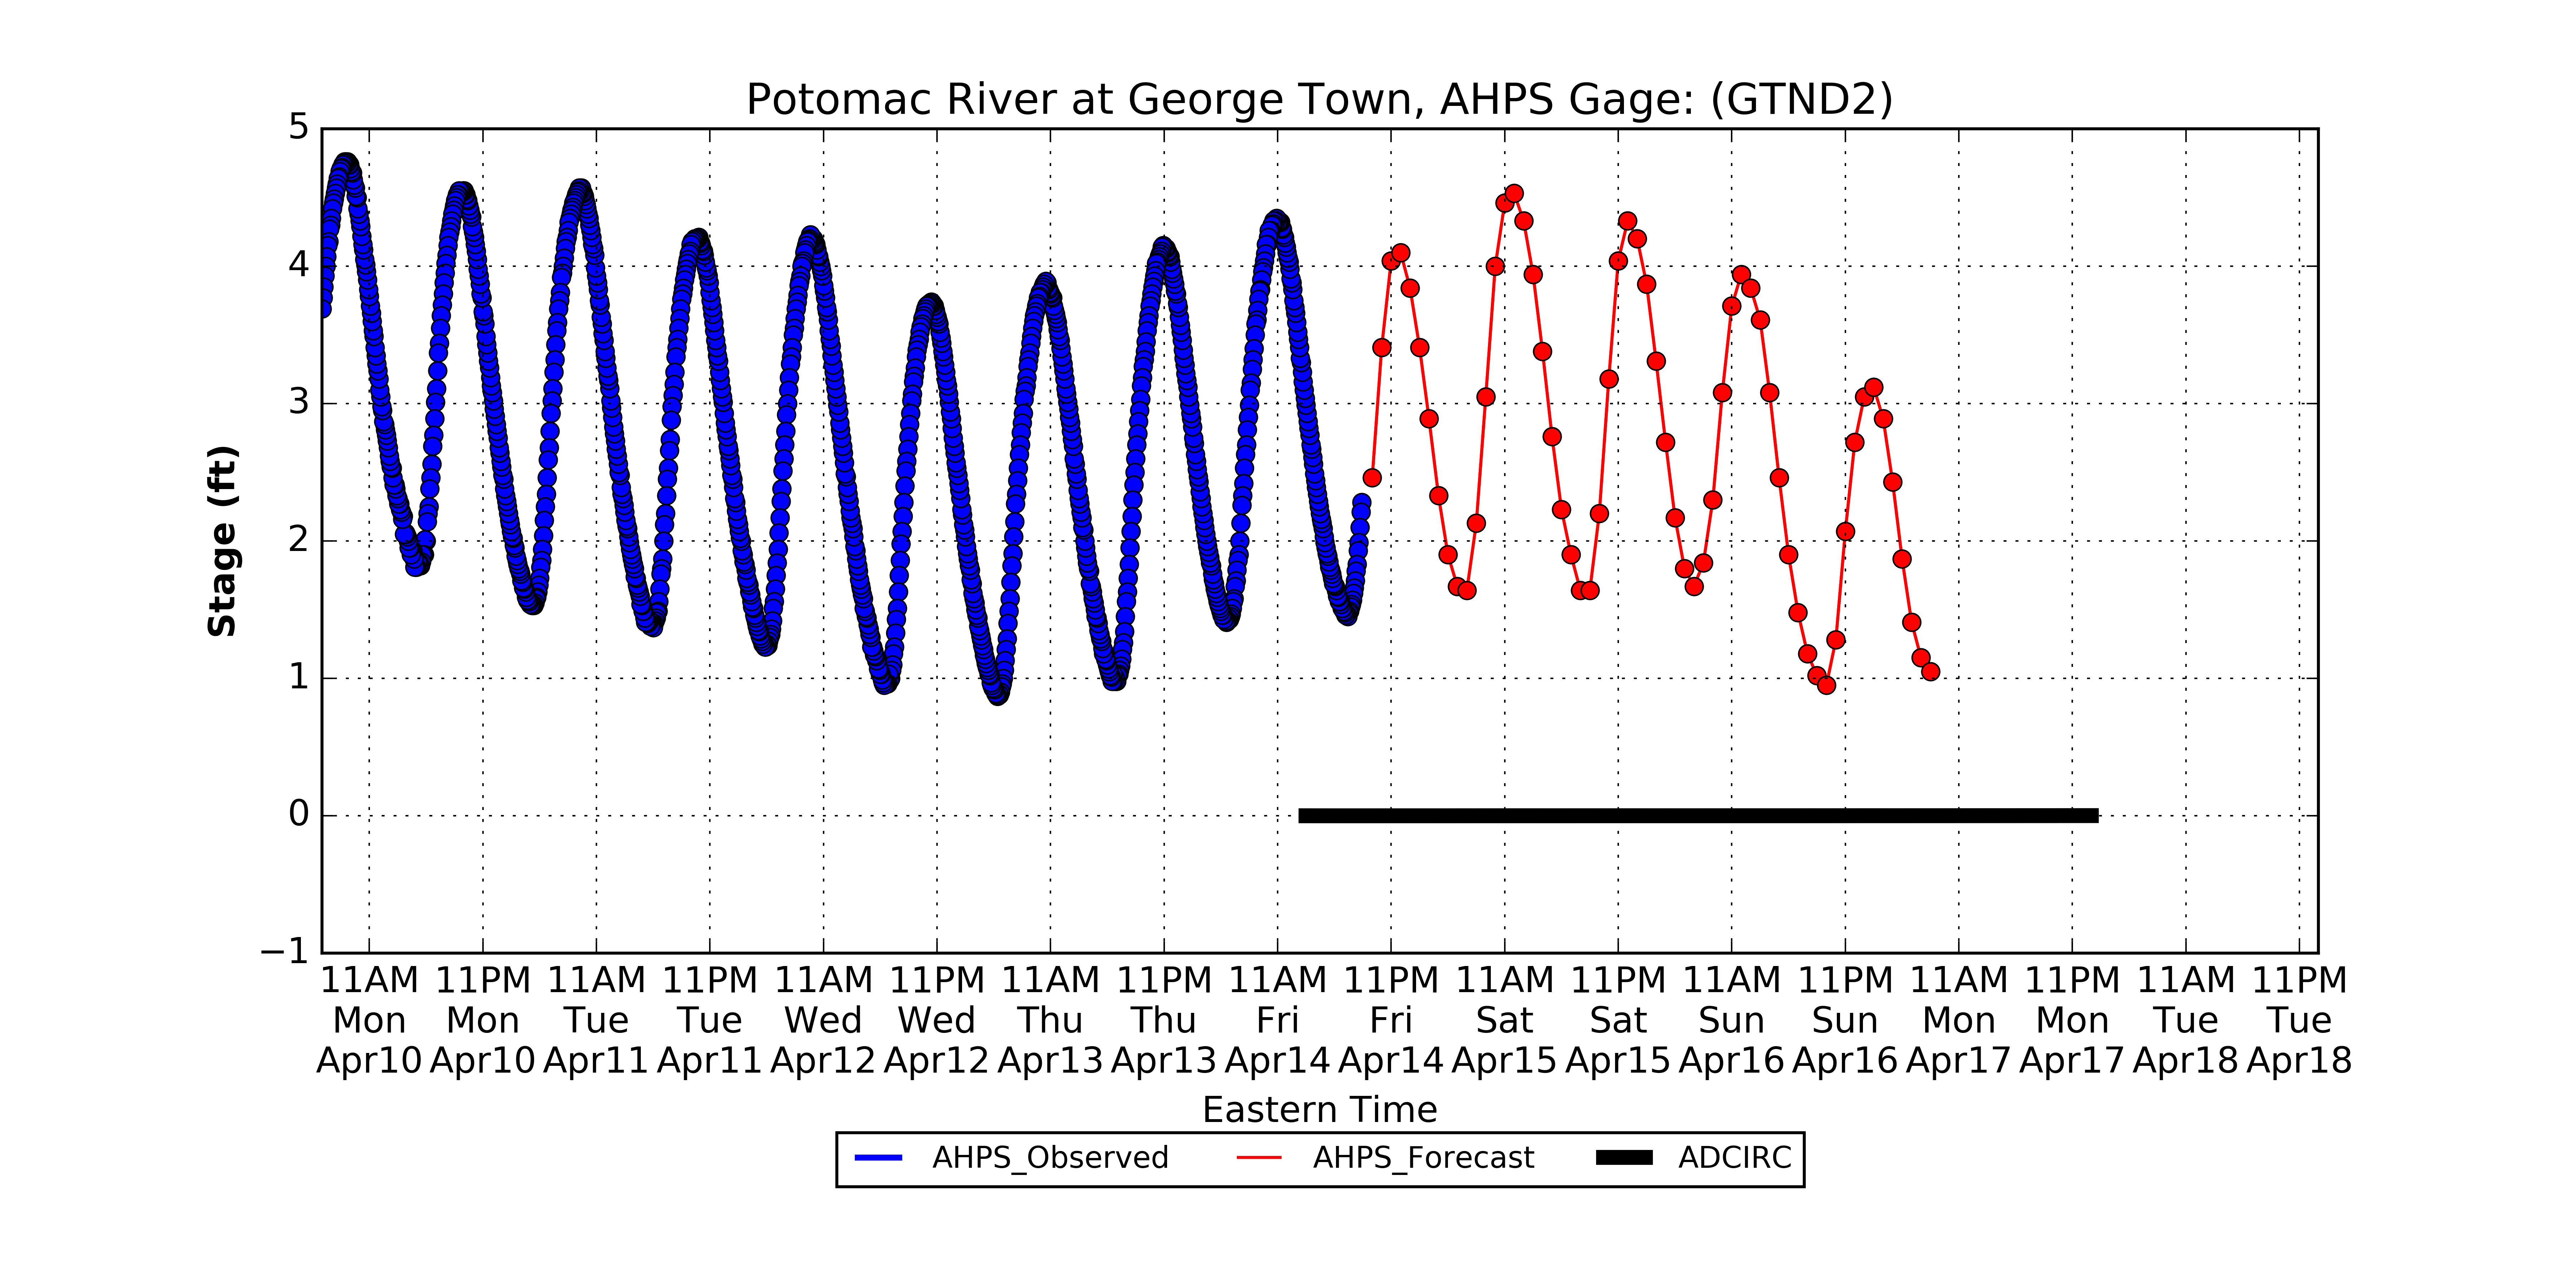 Potomac River at George Town, AHPS Gage: (GTND2)
Stage (ft)
5
4
3
2
1
0
−1
11AM 11PM 11AM 11PM 11AM 11PM 11AM 11PM 11AM 11PM 11AM 11PM 11AM 11PM 11AM 11PM 11AM 11PM
Mon Mon Tue Tue Wed Wed Thu Thu Fri Fri Sat Sat Sun Sun Mon Mon Tue Tue
Apr10 Apr10 Apr11 Apr11 Apr12 Apr12 Apr13 Apr13 Apr14 Apr14 Apr15 Apr15 Apr16 Apr16 Apr17 Apr17 Apr18 Apr18
Eastern Time
AHPS_Observed AHPS_Forecast ADCIRC